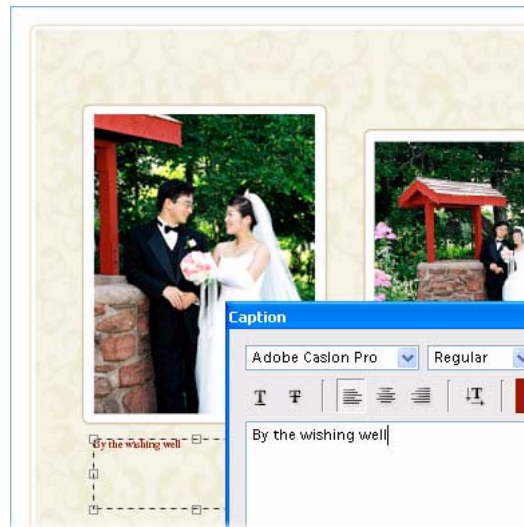 Caption
Adobe Caslon Pro
Regular
T T T
By the wishing well
By the wishing well